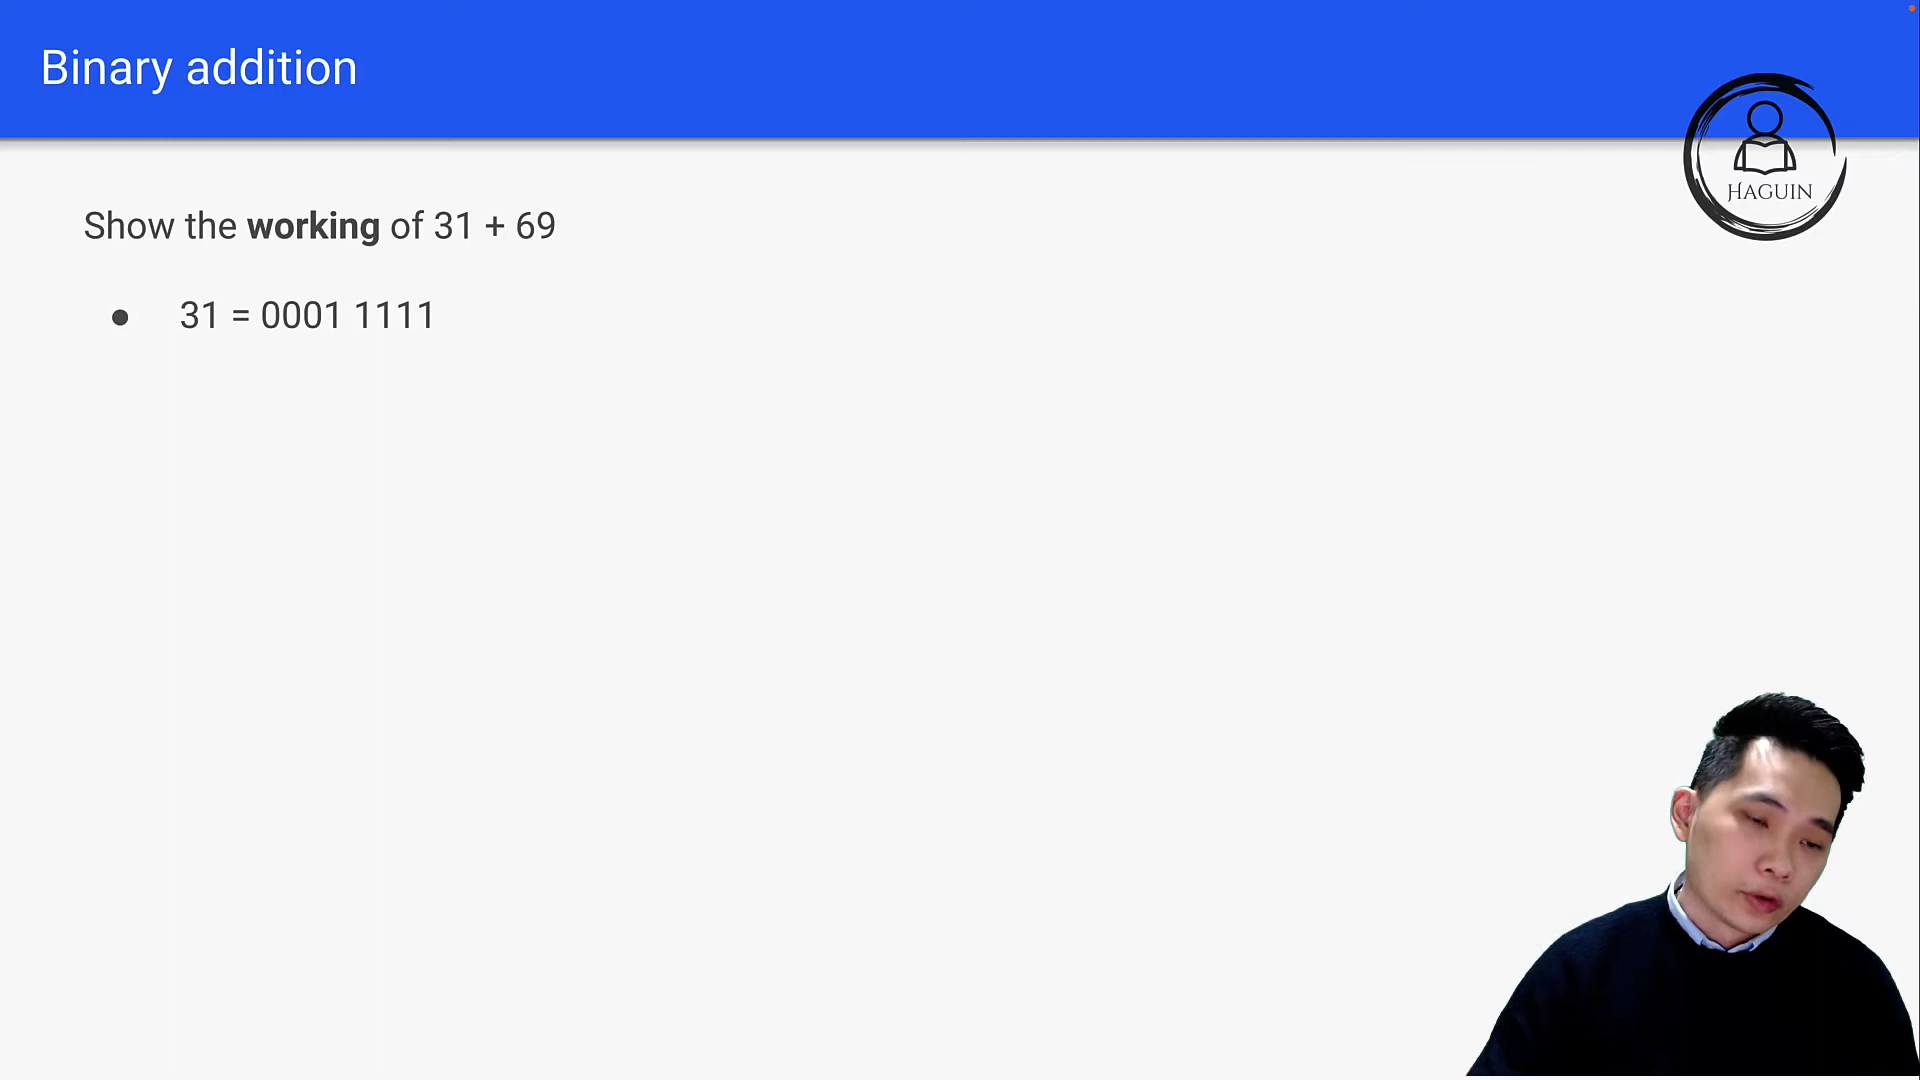 Binary addition
HAGUIN
Show the working of 31 + 69
● 31 = 0001 1111